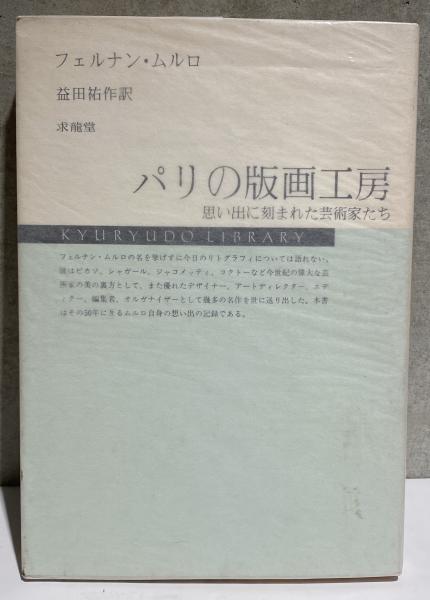 フェルナン・ムルロ
益田祐作訳
求龍堂
パリの版画工房
思い出に刻まれた芸術家たち
KYURYUDO LIBRARY
フェルナン・ムルロの名を挙げずに今日のリトグラフィについては語れない。
彼はピカソ、シャガール、ジャコメッティ、コクトーなど今世紀の偉大な芸
術家の美の裏方として、また優れたデザイナー、アートディレクター、エデ
ィター、編集者、オルガナイザーとして幾多の名作を世に送り出した。本書
はその50年にきるムルロ自身の想い出の記録である。